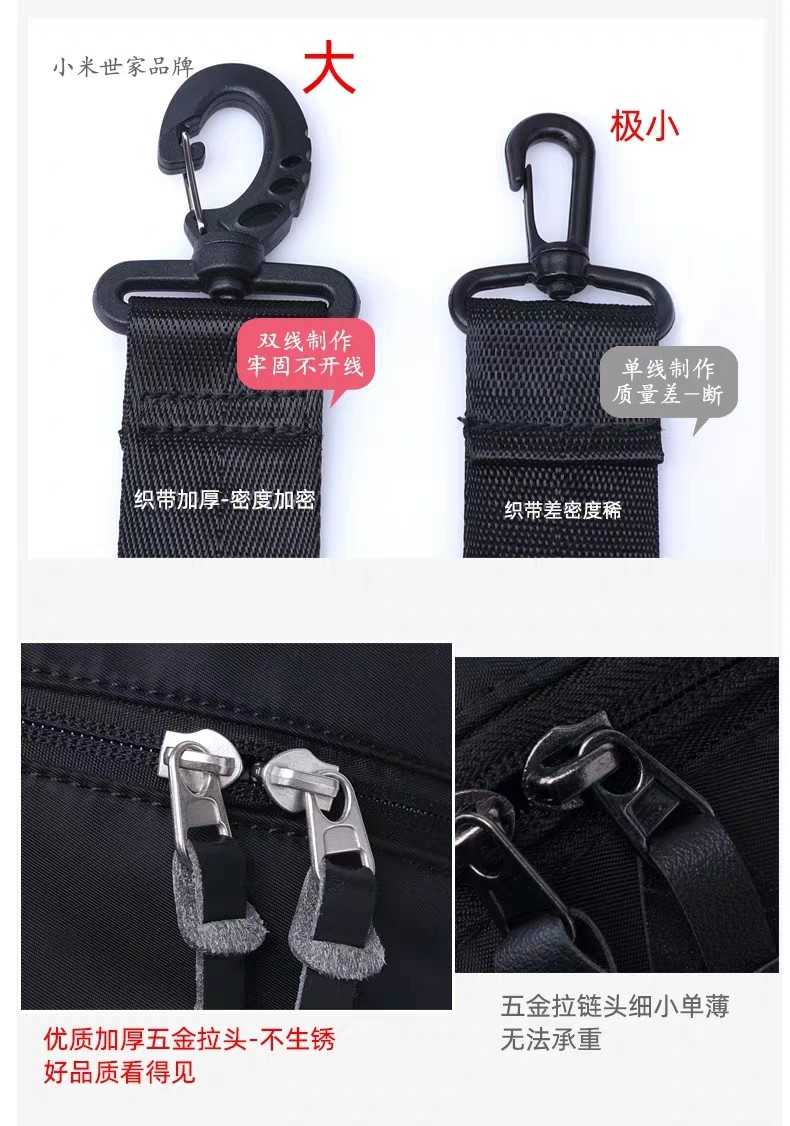 小米世家品牌
大
极小
双线制作
牢固不开线
单线制作
质量差一断
织带加厚-密度加密
织带差密度稀
优质加厚五金拉头-不生锈
好品质看得见
五金拉链头细小单薄
无法承重